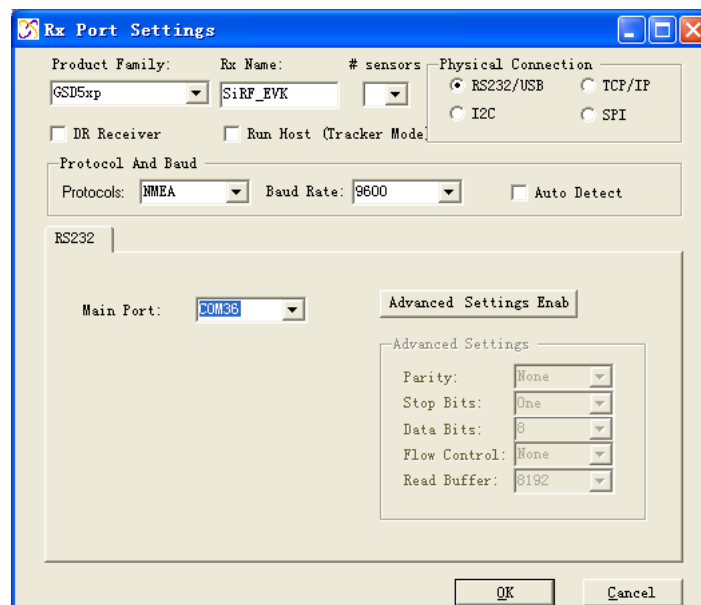 Rx Port Settings
Product Family:
Rx Name:
# sensors
Physical Connection
GSD5xp
SiRF_EVK
RS232/USB
TCP/IP
I2C
SPI
DR Receiver
Run Host (Tracker Mode)
Protocol And Baud
Protocols:
NMEA
Baud Rate:
9600
Auto Detect
RS232
Main Port:
COM36
Advanced Settings Enab
Advanced Settings
Parity:
None
Stop Bits:
One
Data Bits:
8
Flow Control:
None
Read Buffer:
8192
OK
Cancel